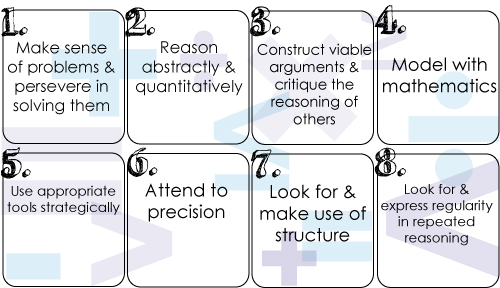 1.
Make sense
of problems &
persevere in
solving them
2.
Reason
abstractly &
quantitatively
3.
Construct viable
arguments &
critique the
reasoning of
others
4.
Model with
mathematics
5.
Use appropriate
tools strategically
6.
Attend to
precision
7.
Look for &
make use of
structure
8.
Look for &
express regularity
in repeated
reasoning